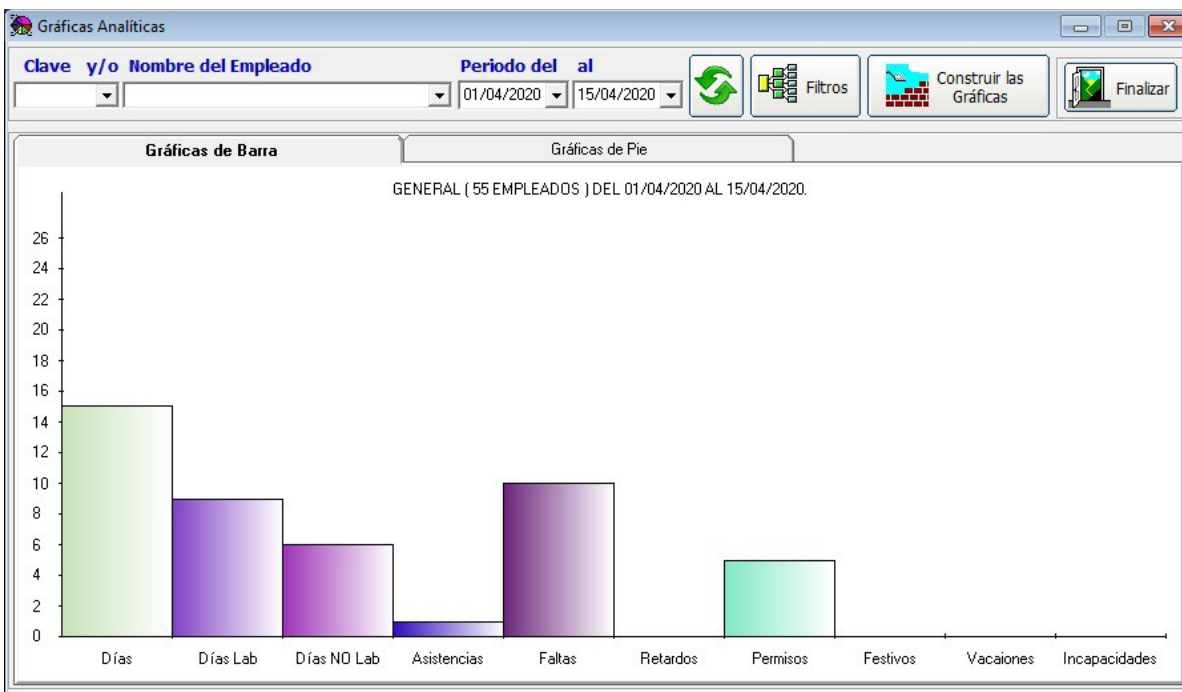 Gráficas Analíticas
Clave y/o Nombre del Empleado Periodo del al
01/04/2020 15/04/2020 Filtros Construir las Gráficas Finalizar
Gráficas de Barra Gráficas de Pie
GENERAL ( 55 EMPLEADOS ) DEL 01/04/2020 AL 15/04/2020.
26
24
22
20
18
16
14
12
10
8
6
4
2
0
Días Días Lab Días NO Lab Asistencias Faltas Retardos Permisos Festivos Vacaiones Incapacidades